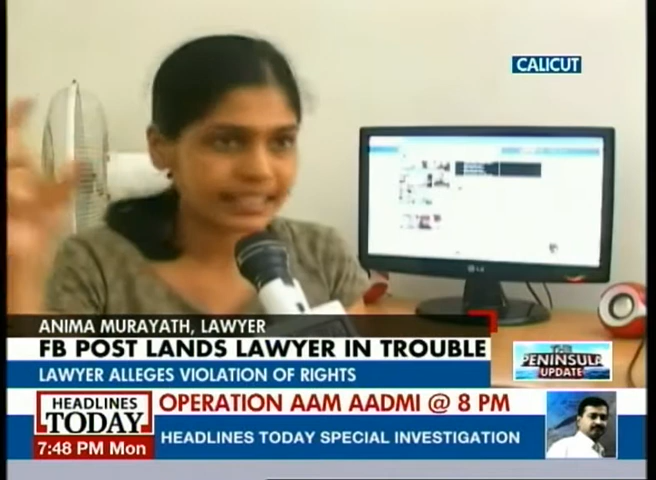 CALICUT
LG
ANIMA MURAYATH, LAWYER
FB POST LANDS LAWYER IN TROUBLE
LAWYER ALLEGES VIOLATION OF RIGHTS
THE
PENINSULA
UPDATE
HEADLINES
TODAY
7:48 PM Mon
OPERATION AAM AADMI @ 8 PM
HEADLINES TODAY SPECIAL INVESTIGATION